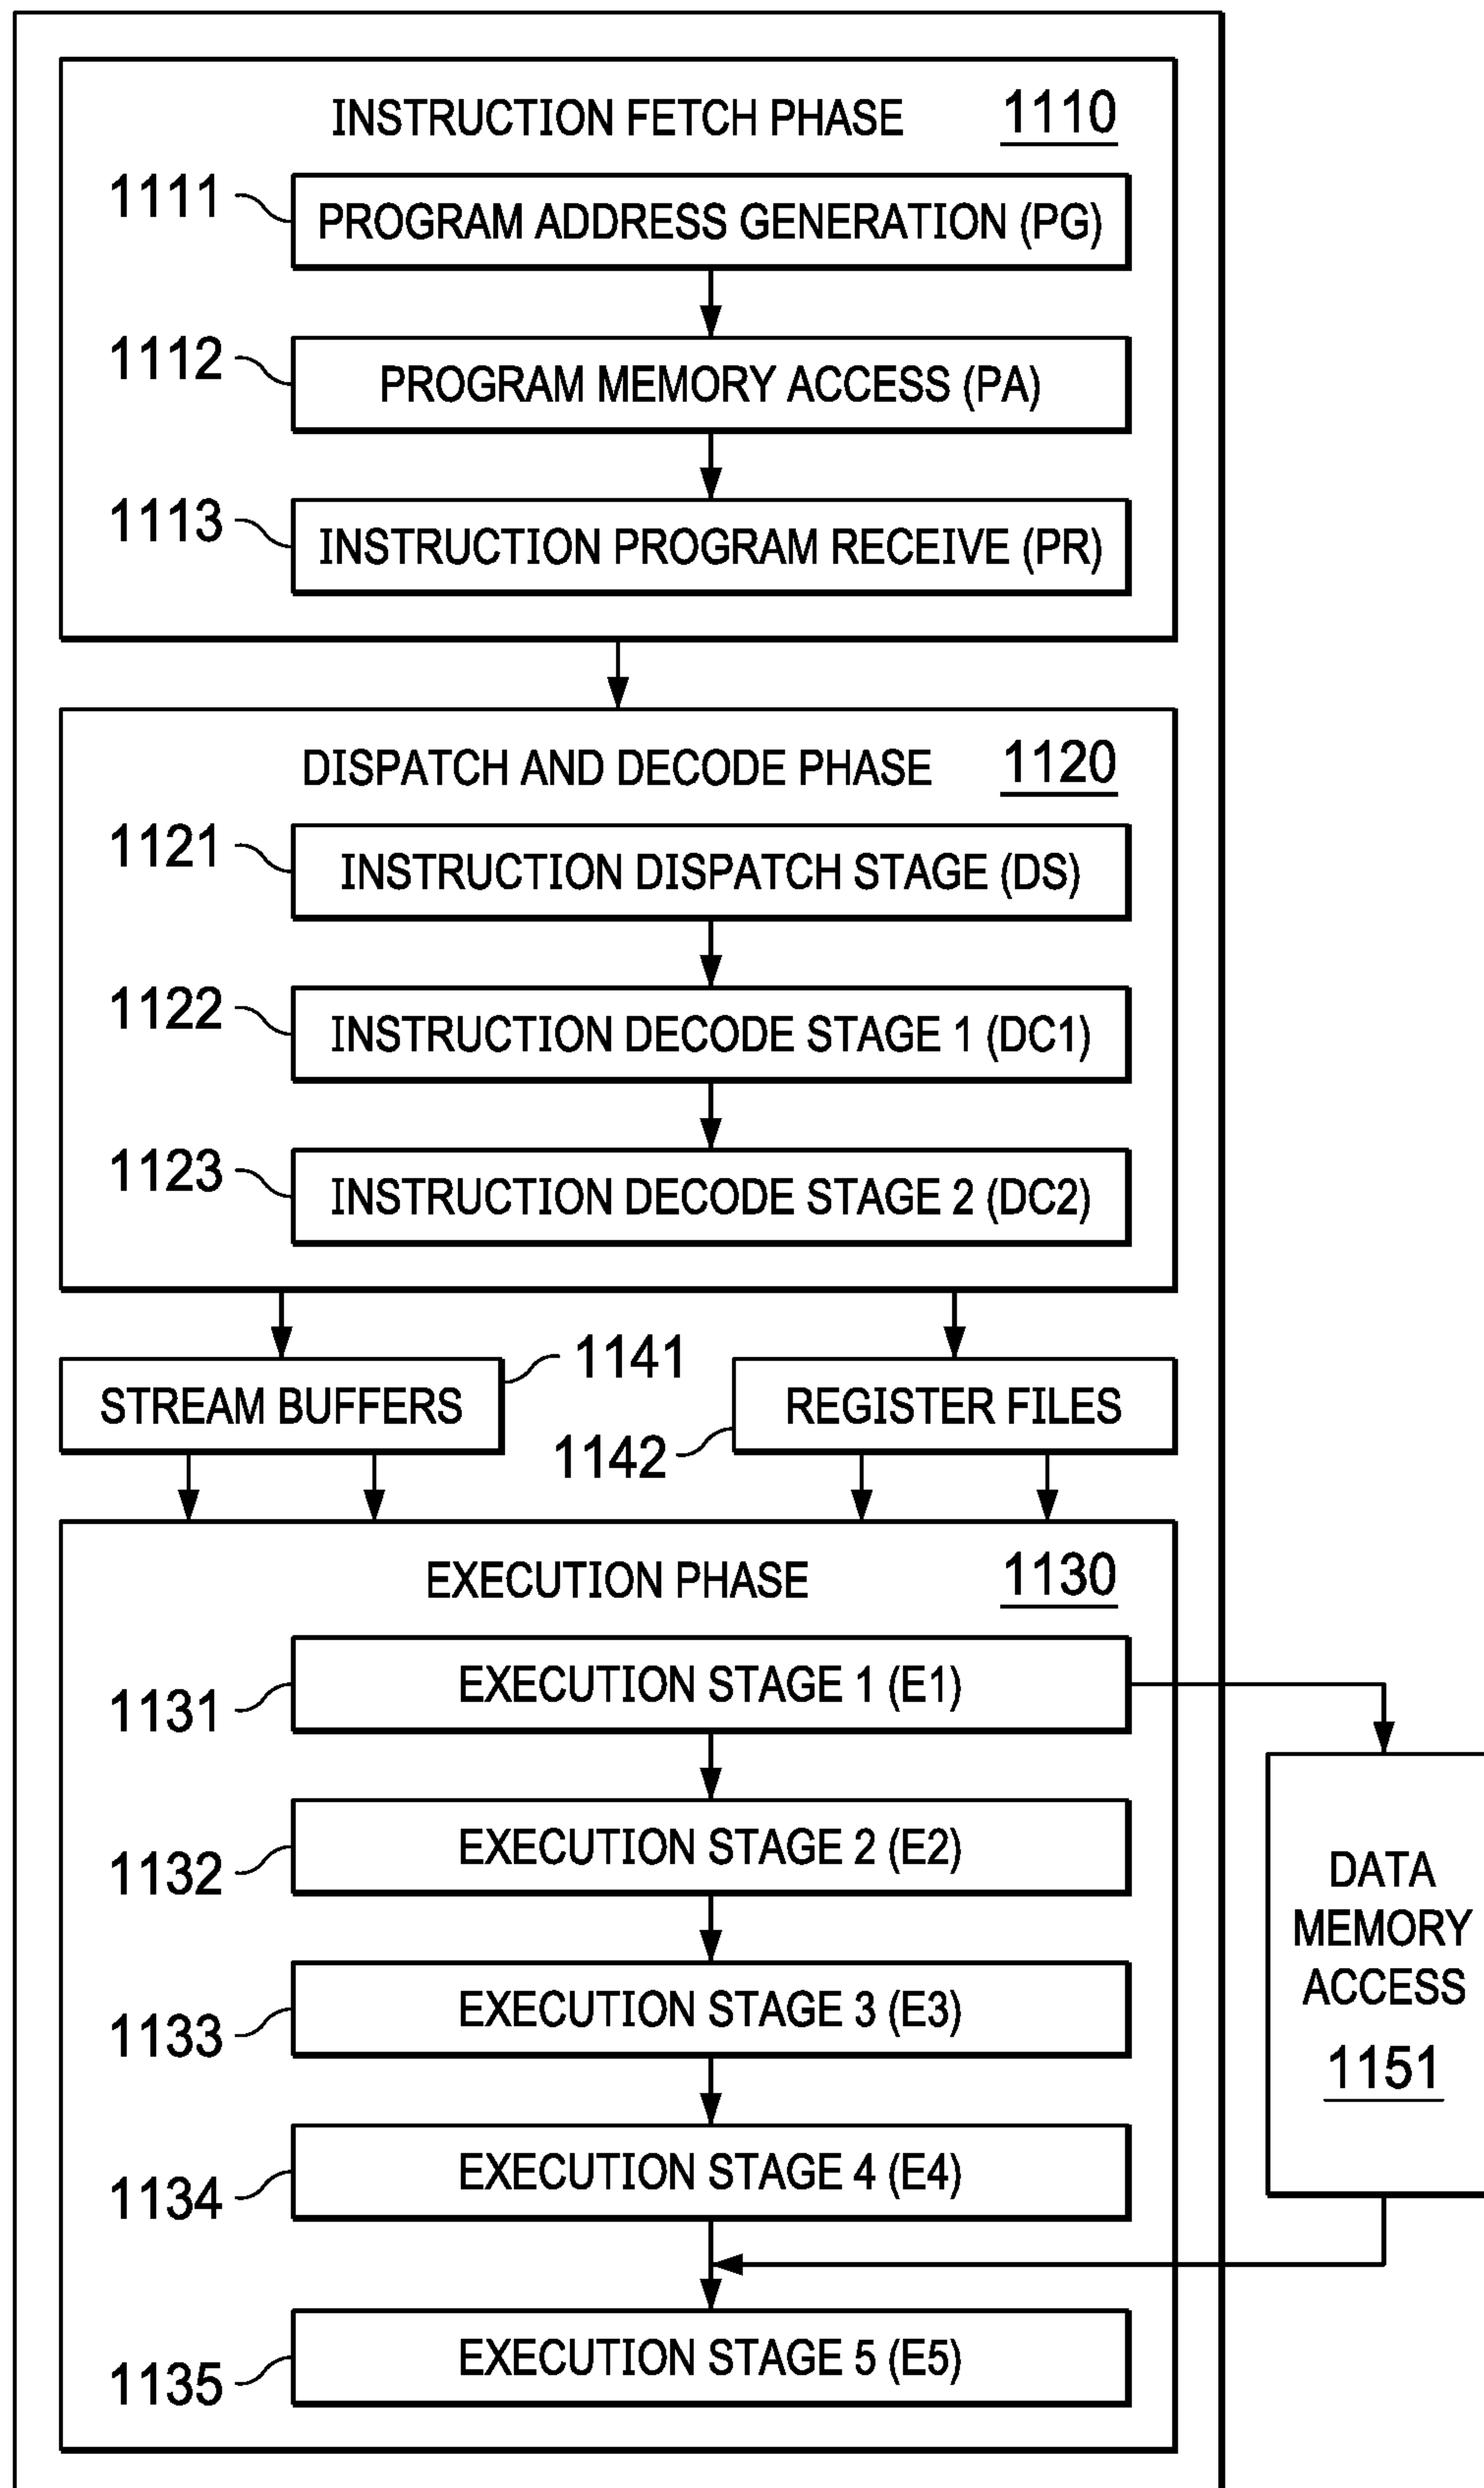 INSTRUCTION FETCH PHASE 1110
1111 PROGRAM ADDRESS GENERATION (PG)
1112 PROGRAM MEMORY ACCESS (PA)
1113 INSTRUCTION PROGRAM RECEIVE (PR)
DISPATCH AND DECODE PHASE 1120
1121 INSTRUCTION DISPATCH STAGE (DS)
1122 INSTRUCTION DECODE STAGE 1 (DC1)
1123 INSTRUCTION DECODE STAGE 2 (DC2)
STREAM BUFFERS 1141
1142 REGISTER FILES
EXECUTION PHASE 1130
1131 EXECUTION STAGE 1 (E1)
1132 EXECUTION STAGE 2 (E2)
1133 EXECUTION STAGE 3 (E3)
1134 EXECUTION STAGE 4 (E4)
1135 EXECUTION STAGE 5 (E5)
DATA
MEMORY
ACCESS
1151